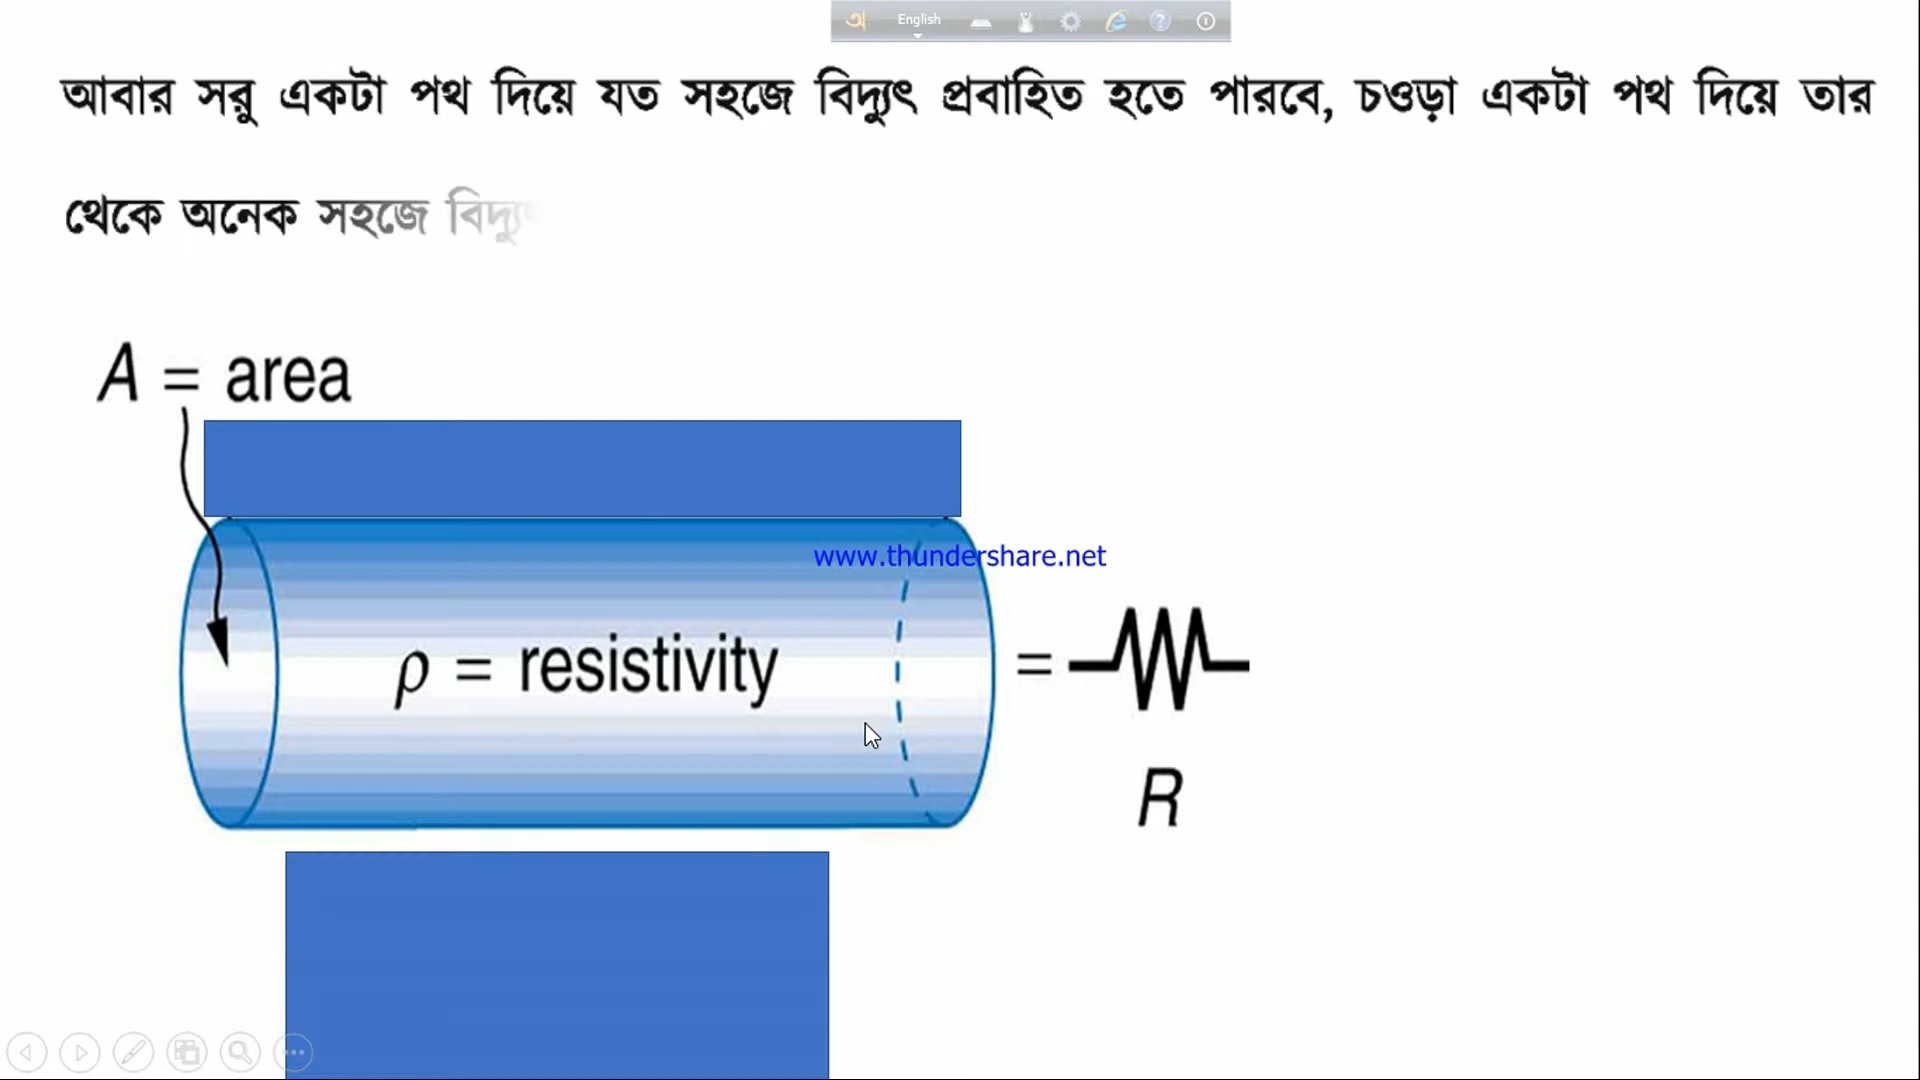 English
আবার সরু একটা পথ দিয়ে যত সহজে বিদ্যুৎ প্রবাহিত হতে পারবে, চওড়া একটা পথ দিয়ে তার
থেকে অনেক সহজে
A = area
www.thundershare.net
ρ = resistivity
=
R